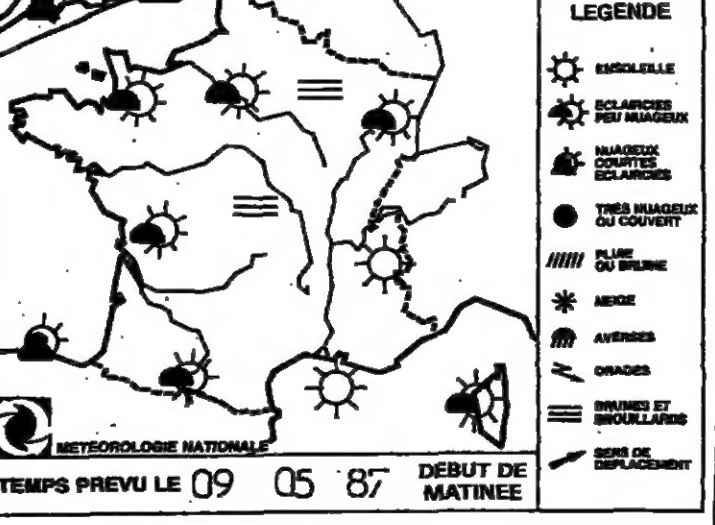 LEGENDE
ENSOLEILLE
ECLAIRCIES
PEU NUAGEUX
NUAGEUX
COURTES
ECLAIRCIES
TRES NUAGEUX
OU COUVERT
PLUIE
OU BRUINE
NEIGE
AVERSES
ORAGES
BRUMES ET
BROUILLARDS
SENS DE
DEPLACEMENT
METEOROLOGIE NATIONALE
TEMPS PREVU LE 09 05 87
DEBUT DE
MATINEE